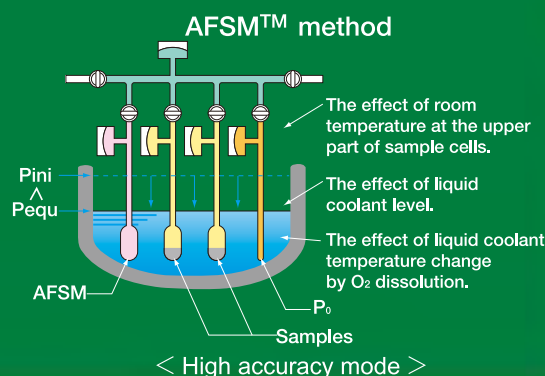 AFSM™ method
The effect of room
temperature at the upper
part of sample cells.
Pini
^
Pequ
The effect of liquid
coolant level.
The effect of liquid coolant
temperature change
by O₂ dissolution.
AFSM
P₀
Samples
< High accuracy mode >